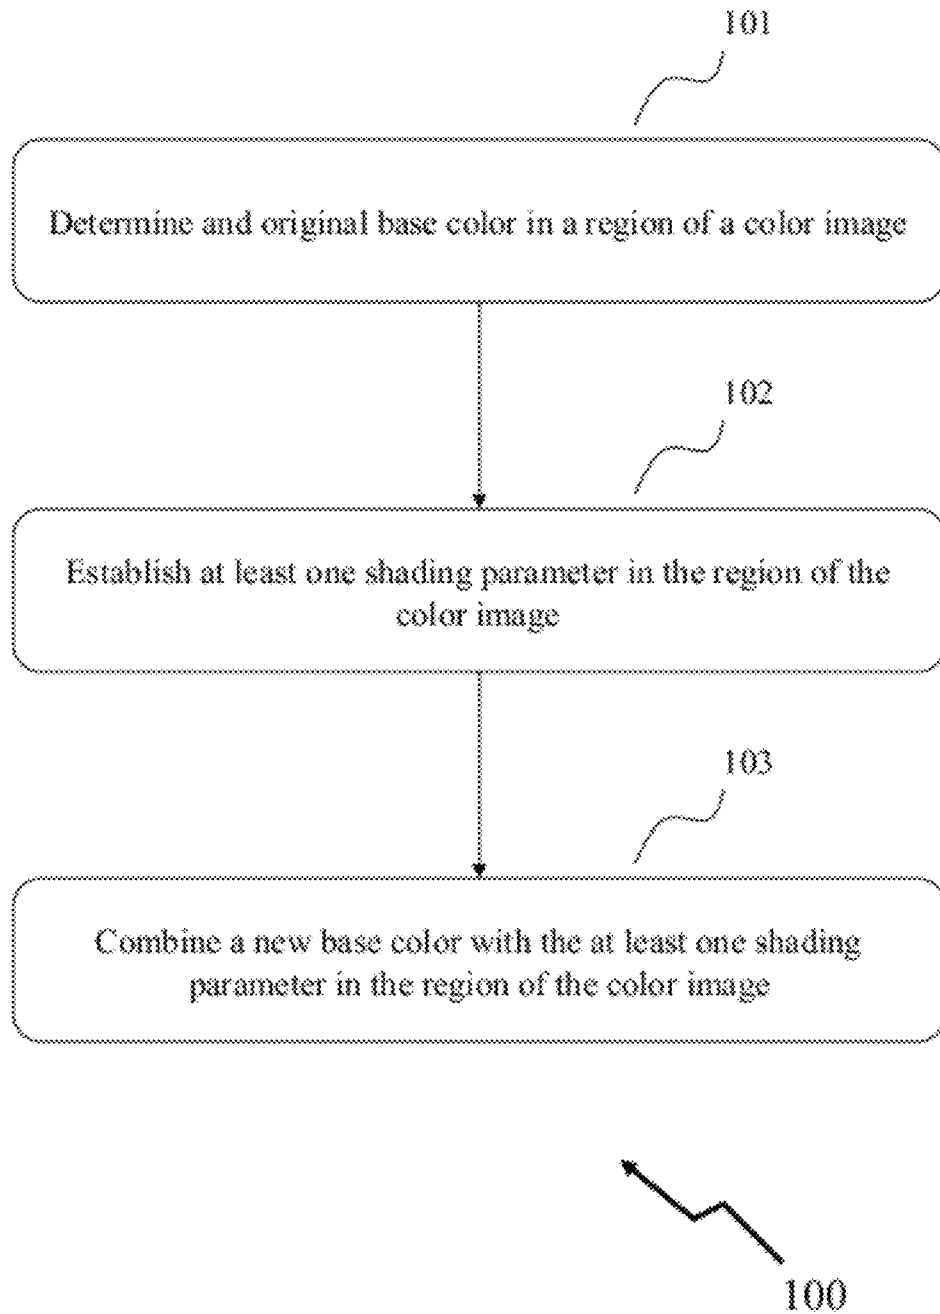 101
Determine and original base color in a region of a color image
102
Establish at least one shading parameter in the region of the
color image
103
Combine a new base color with the at least one shading
parameter in the region of the color image
100